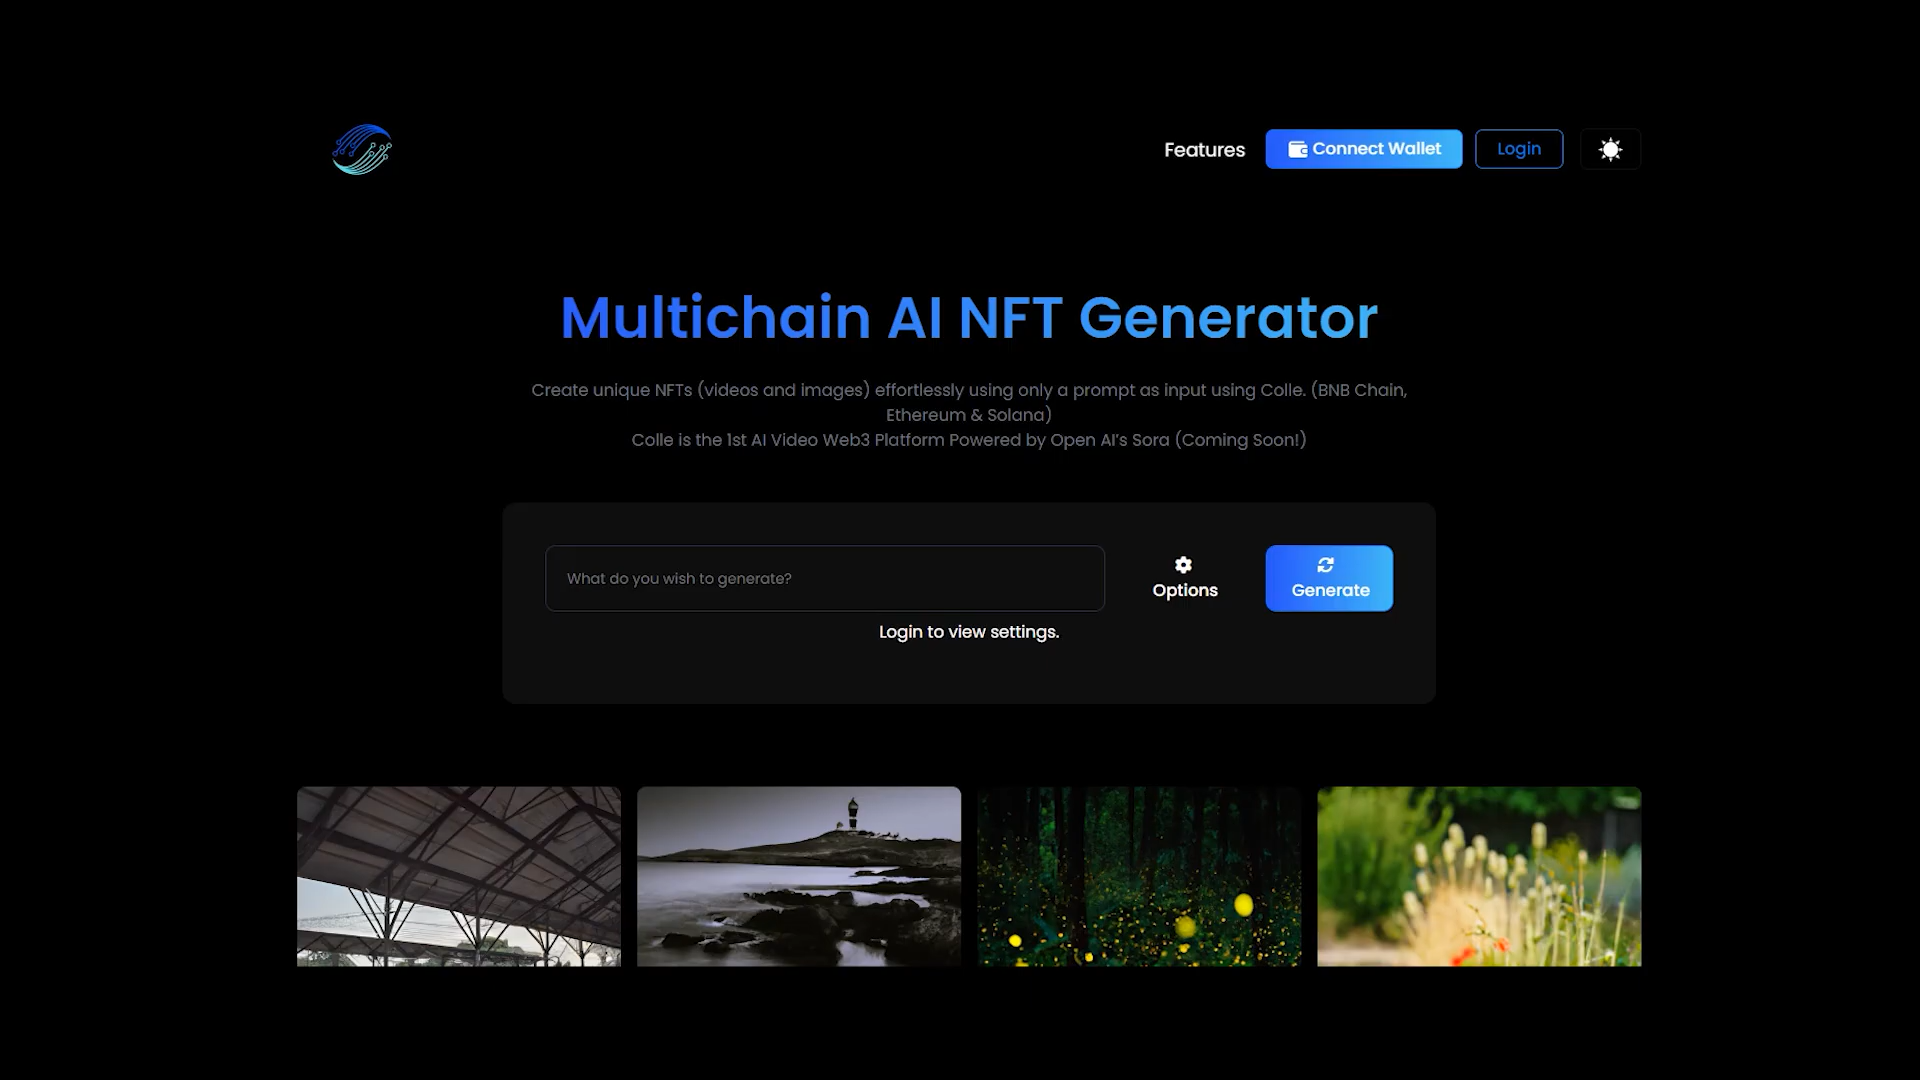 Features
Connect Wallet
Login
Multichain AI NFT Generator
Create unique NFTs (videos and images) effortlessly using only a prompt as input using Colle. (BNB Chain,
Ethereum & Solana)
Colle is the 1st AI Video Web3 Platform Powered by Open AI's Sora (Coming Soon!)
What do you wish to generate?
Options
Generate
Login to view settings.